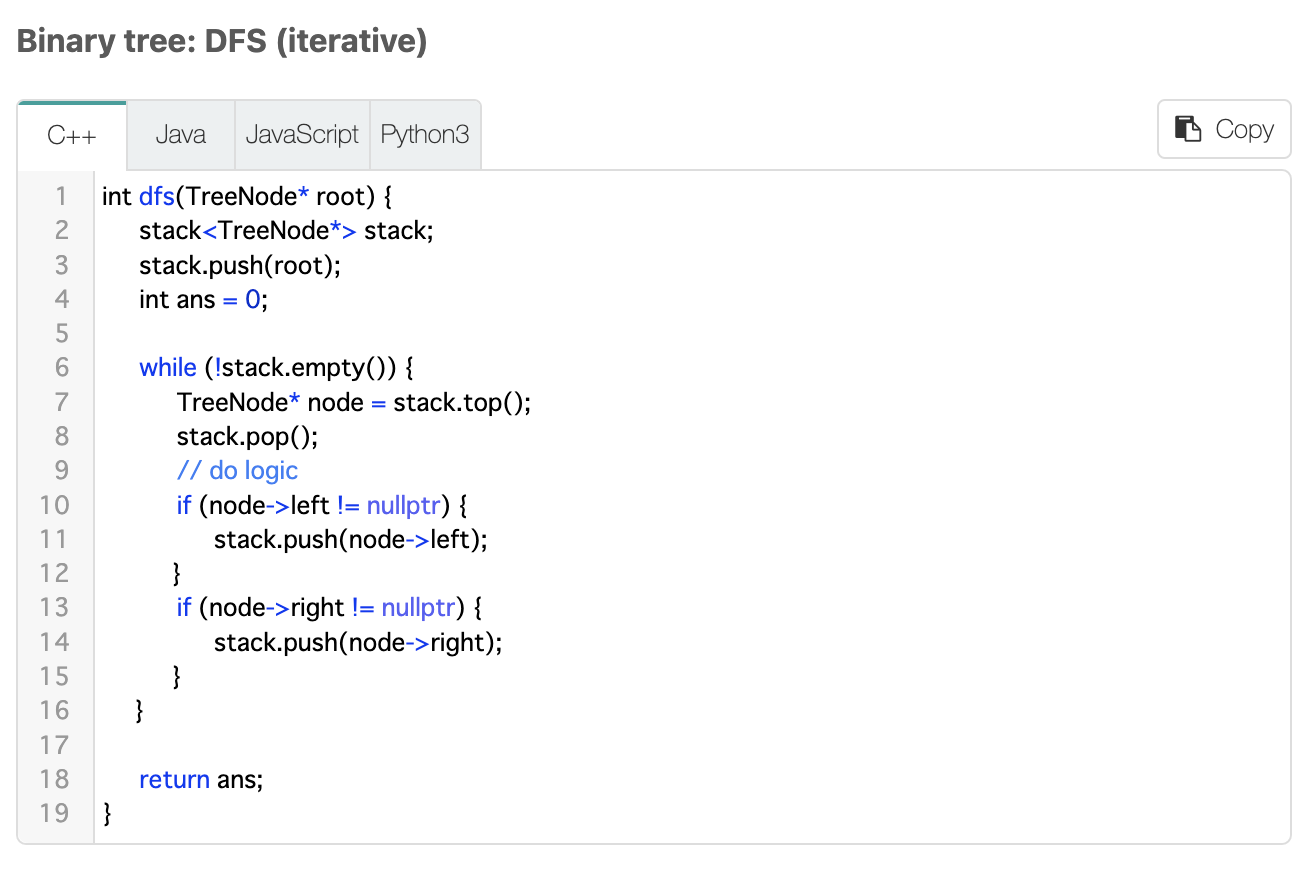 Binary tree: DFS (iterative)
C++ Java JavaScript Python3 Copy
1 int dfs(TreeNode* root) {
2 stack<TreeNode*> stack;
3 stack.push(root);
4 int ans = 0;
5
6 while (!stack.empty()) {
7 TreeNode* node = stack.top();
8 stack.pop();
9 // do logic
10 if (node->left != nullptr) {
11 stack.push(node->left);
12 }
13 if (node->right != nullptr) {
14 stack.push(node->right);
15 }
16 }
17
18 return ans;
19 }